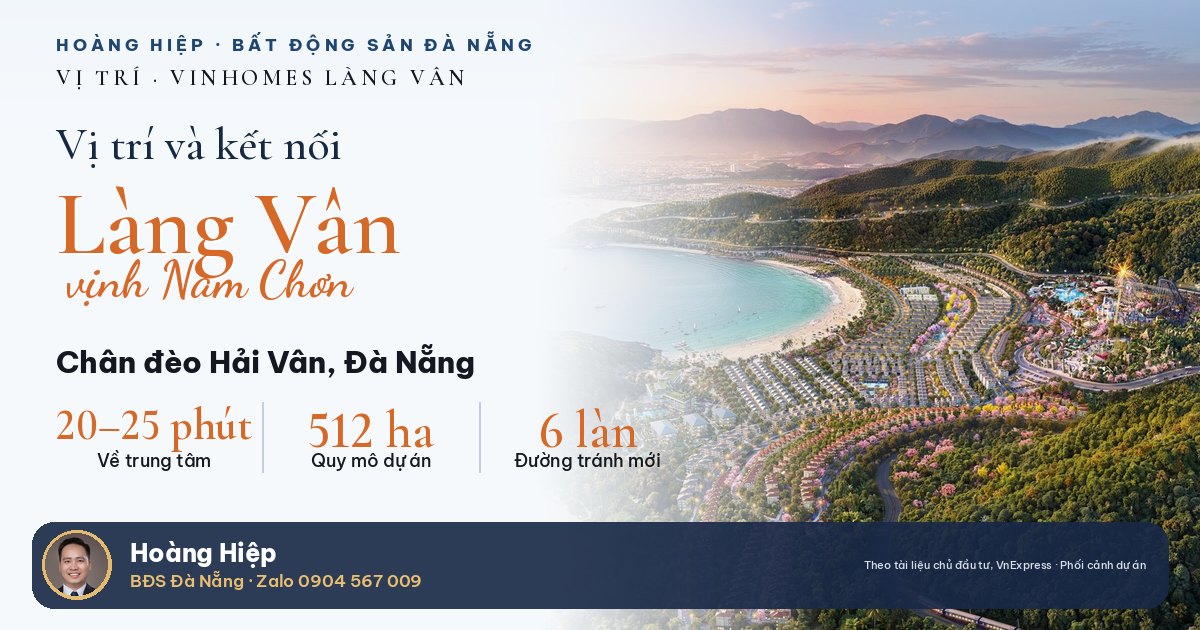 HOÀNG HIỆP · BẤT ĐỘNG SẢN ĐÀ NẴNG
VỊ TRÍ · VINHOMES LÀNG VÂN
Vị trí và kết nối
Làng Vân
vịnh Nam Chơn
Chân đèo Hải Vân, Đà Nẵng
20–25 phút
Về trung tâm
512 ha
Quy mô dự án
6 làn
Đường tránh mới
Hoàng Hiệp
BĐS Đà Nẵng · Zalo 0904 567 009
Theo tài liệu chủ đầu tư, VnExpress · Phối cảnh dự án